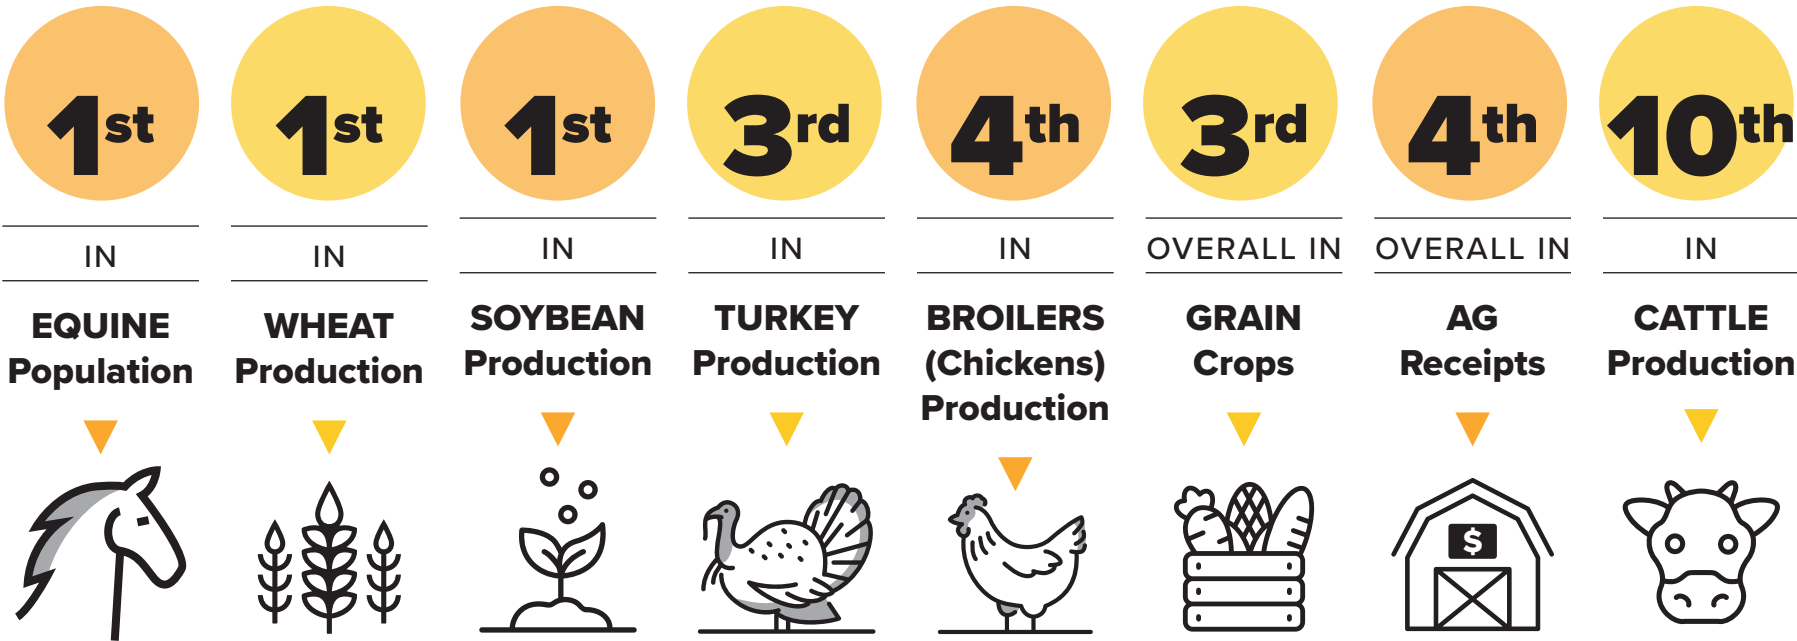 1st
IN
EQUINE
Population
1st
IN
WHEAT
Production
1st
IN
SOYBEAN
Production
3rd
IN
TURKEY
Production
4th
IN
BROILERS
(Chickens)
Production
3rd
OVERALL IN
GRAIN
Crops
4th
OVERALL IN
AG
Receipts
$
10th
IN
CATTLE
Production